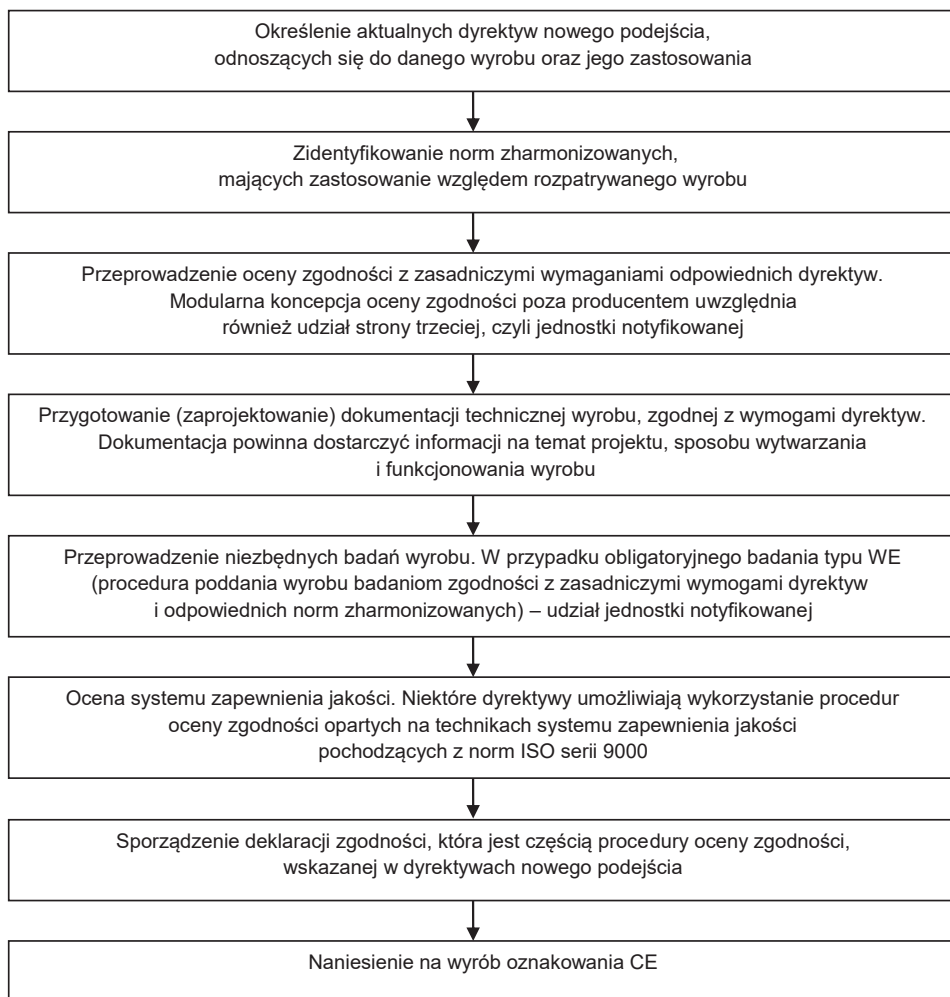 Określenie aktualnych dyrektyw nowego podejścia,
odnoszących się do danego wyrobu oraz jego zastosowania
Zidentyfikowanie norm zharmonizowanych,
mających zastosowanie względem rozpatrywanego wyrobu
Przeprowadzenie oceny zgodności z zasadniczymi wymaganiami odpowiednich dyrektyw.
Modularna koncepcja oceny zgodności poza producentem uwzględnia
również udział strony trzeciej, czyli jednostki notyfikowanej
Przygotowanie (zaprojektowanie) dokumentacji technicznej wyrobu, zgodnej z wymogami dyrektyw.
Dokumentacja powinna dostarczyć informacji na temat projektu, sposobu wytwarzania
i funkcjonowania wyrobu
Przeprowadzenie niezbędnych badań wyrobu. W przypadku obligatoryjnego badania typu WE
(procedura poddania wyrobu badaniom zgodności z zasadniczymi wymogami dyrektyw
i odpowiednich norm zharmonizowanych) – udział jednostki notyfikowanej
Ocena systemu zapewnienia jakości. Niektóre dyrektywy umożliwiają wykorzystanie procedur
oceny zgodności opartych na technikach systemu zapewnienia jakości
pochodzących z norm ISO serii 9000
Sporządzenie deklaracji zgodności, która jest częścią procedury oceny zgodności,
wskazanej w dyrektywach nowego podejścia
Naniesienie na wyrób oznakowania CE